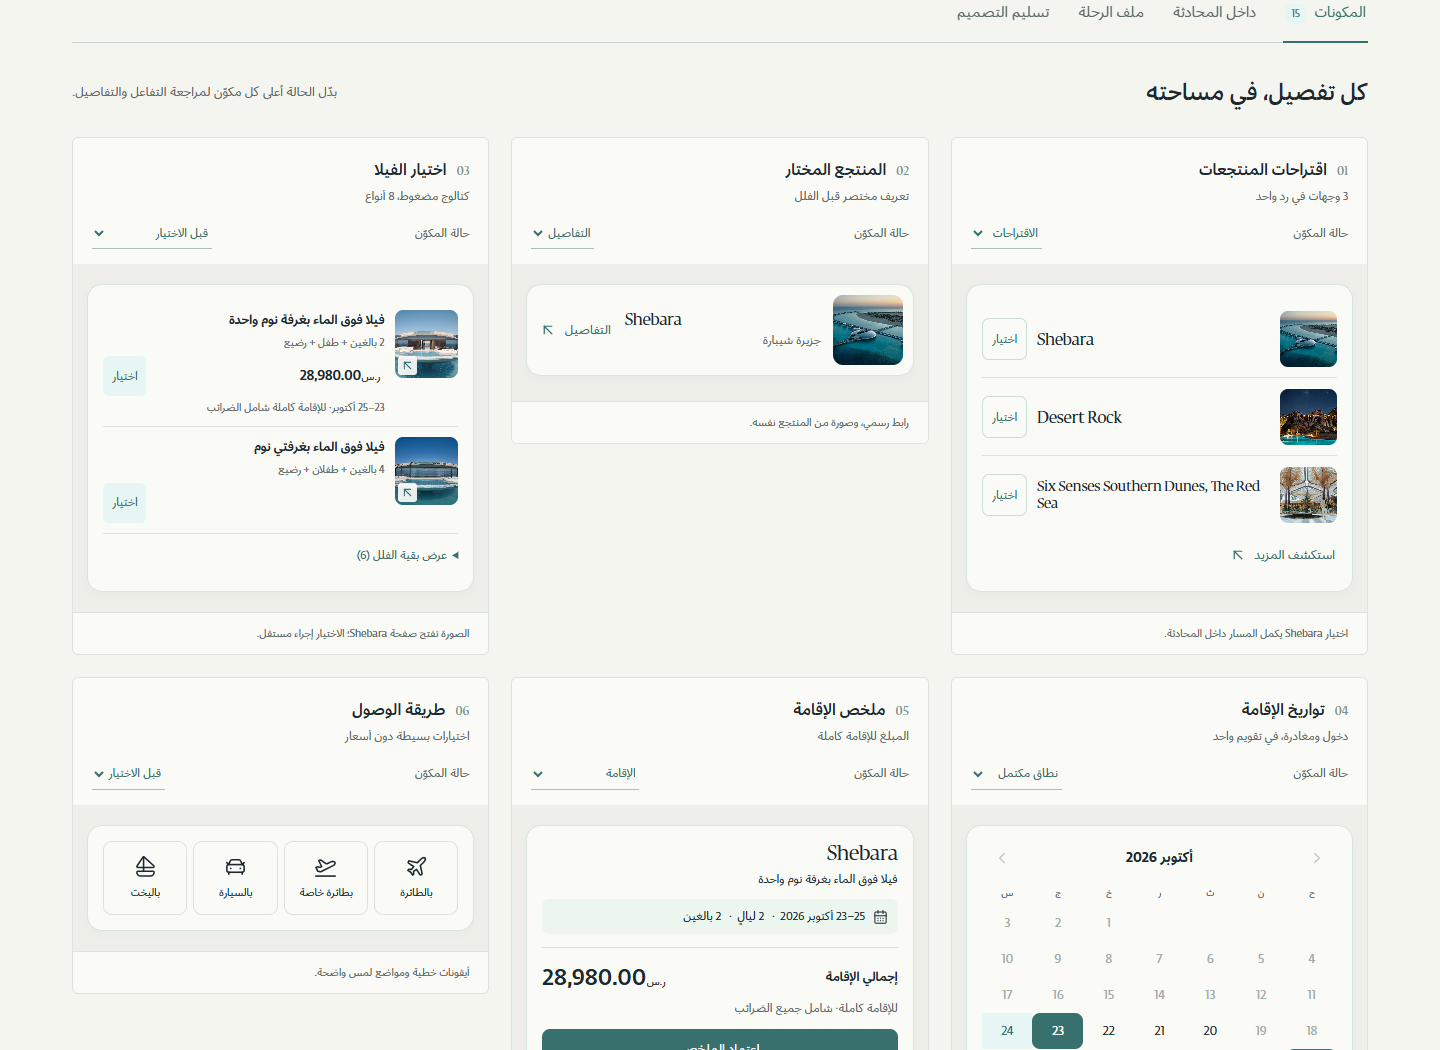 المكونات 15
داخل المحادثة
ملف الرحلة
تسليم التصميم
كل تفصيل، في مساحته
بدّل الحالة أعلى كل مكوّن لمراجعة التفاعل والتفاصيل.
01 اقتراحات المنتجعات
3 وجهات في رد واحد
حالة المكوّن
الاقتراحات
Shebara
اختيار
Desert Rock
اختيار
Six Senses Southern Dunes, The Red
Sea
اختيار
استكشف المزيد
اختيار Shebara يكمل المسار داخل المحادثة.
02 المنتجع المختار
تعريف مختصر قبل الفلل
حالة المكوّن
التفاصيل
Shebara
جزيرة شيبارة
التفاصيل
رابط رسمي، وصورة من المنتجع نفسه.
03 اختيار الفيلا
كتالوج مضغوط، 8 أنواع
حالة المكوّن
قبل الاختيار
فيلا فوق الماء بغرفة نوم واحدة
2 بالغين + طفل + رضيع
ر.س28,980.00
23–25 أكتوبر· للإقامة كاملة شامل الضرائب
اختيار
فيلا فوق الماء بغرفتي نوم
4 بالغين + طفلان + رضيع
اختيار
عرض بقية الفلل (6)
الصورة تفتح صفحة Shebara؛ الاختيار إجراء مستقل.
04 تواريخ الإقامة
دخول ومغادرة، في تقويم واحد
حالة المكوّن
نطاق مكتمل
أكتوبر 2026
ح ن ث ر خ ج س
1 2 3
4 5 6 7 8 9 10
11 12 13 14 15 16 17
18 19 20 21 22 23 24
05 ملخص الإقامة
المبلغ للإقامة كاملة
حالة المكوّن
الإقامة
Shebara
فيلا فوق الماء بغرفة نوم واحدة
23–25 أكتوبر 2026 · 2 ليالٍ · 2 بالغين
إجمالي الإقامة
ر.س28,980.00
للإقامة كاملة· شامل جميع الضرائب
اعتماد الملخص
06 طريقة الوصول
اختيارات بسيطة دون أسعار
حالة المكوّن
قبل الاختيار
بالطائرة
بطائرة خاصة
بالسيارة
باليخت
أيقونات خطية ومواضع لمس واضحة.